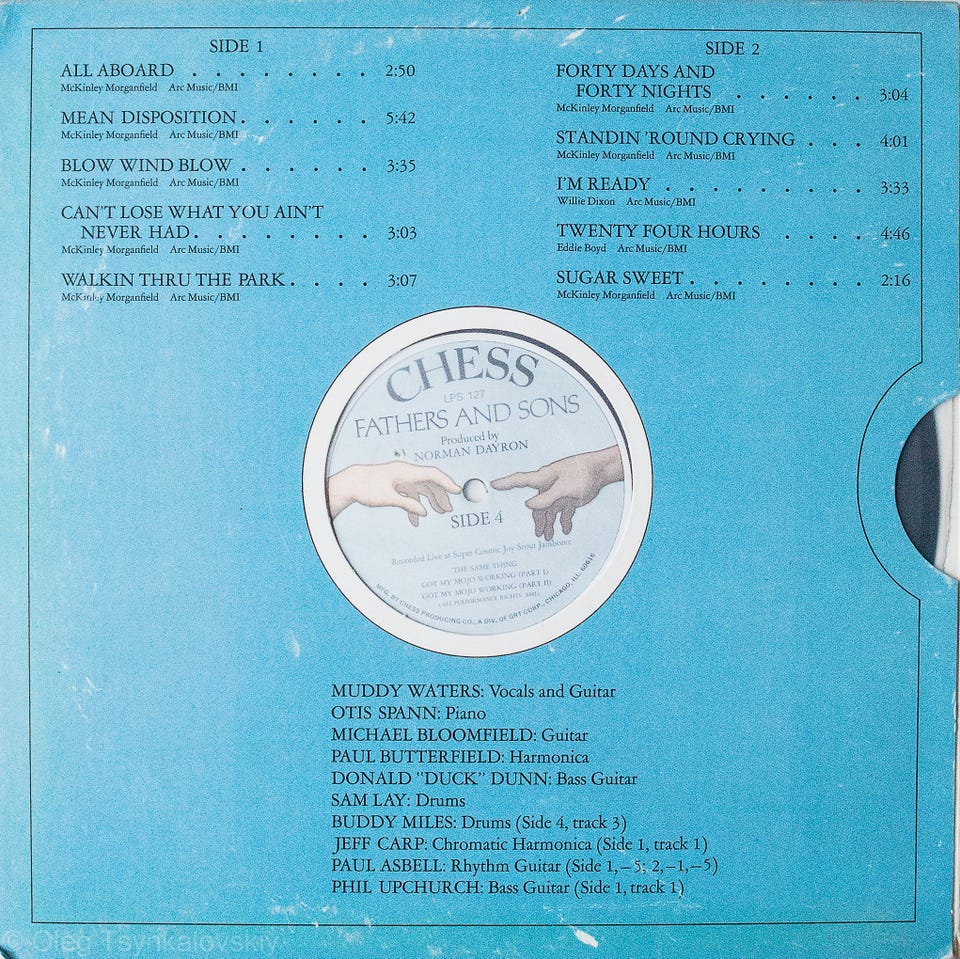 SIDE 1
ALL ABOARD . . . . . . . . 2:50
McKinley Morganfield Arc Music/BMI
MEAN DISPOSITION. . . . . . 5:42
McKinley Morganfield Arc Music/BMI
BLOW WIND BLOW . . . . . . 3:35
McKinley Morganfield Arc Music/BMI
CAN'T LOSE WHAT YOU AIN'T
NEVER HAD. . . . . . . . 3:03
McKinley Morganfield Arc Music/BMI
WALKIN THRU THE PARK . . . . 3:07
McKinley Morganfield Arc Music/BMI
SIDE 2
FORTY DAYS AND
FORTY NIGHTS . . . . . . 3:04
McKinley Morganfield Arc Music/BMI
STANDIN 'ROUND CRYING . . . 4:01
McKinley Morganfield Arc Music/BMI
I'M READY . . . . . . . . 3:33
Willie Dixon Arc Music/BMI
TWENTY FOUR HOURS . . . . 4:46
Eddie Boyd Arc Music/BMI
SUGAR SWEET . . . . . . . 2:16
McKinley Morganfield Arc Music/BMI
CHESS
LPS 127
FATHERS AND SONS
Produced by
NORMAN DAYRON
SIDE 4
Recorded Live at Super Cosmic Joy-Scout Jamboree
THE SAME THING
GOT MY MOJO WORKING (PART I)
GOT MY MOJO WORKING (PART II)
(ALL PERFORMANCE RIGHTS BMI)
MFG. BY CHESS PRODUCING CO., A DIV. OF GRT CORP., CHICAGO, ILL. 60616
MUDDY WATERS: Vocals and Guitar
OTIS SPANN: Piano
MICHAEL BLOOMFIELD: Guitar
PAUL BUTTERFIELD: Harmonica
DONALD "DUCK" DUNN: Bass Guitar
SAM LAY: Drums
BUDDY MILES: Drums (Side 4, track 3)
JEFF CARP: Chromatic Harmonica (Side 1, track 1)
PAUL ASBELL: Rhythm Guitar (Side 1,–5; 2,–1,–5)
PHIL UPCHURCH: Bass Guitar (Side 1, track 1)
© Oleg Tsynkalovskiy